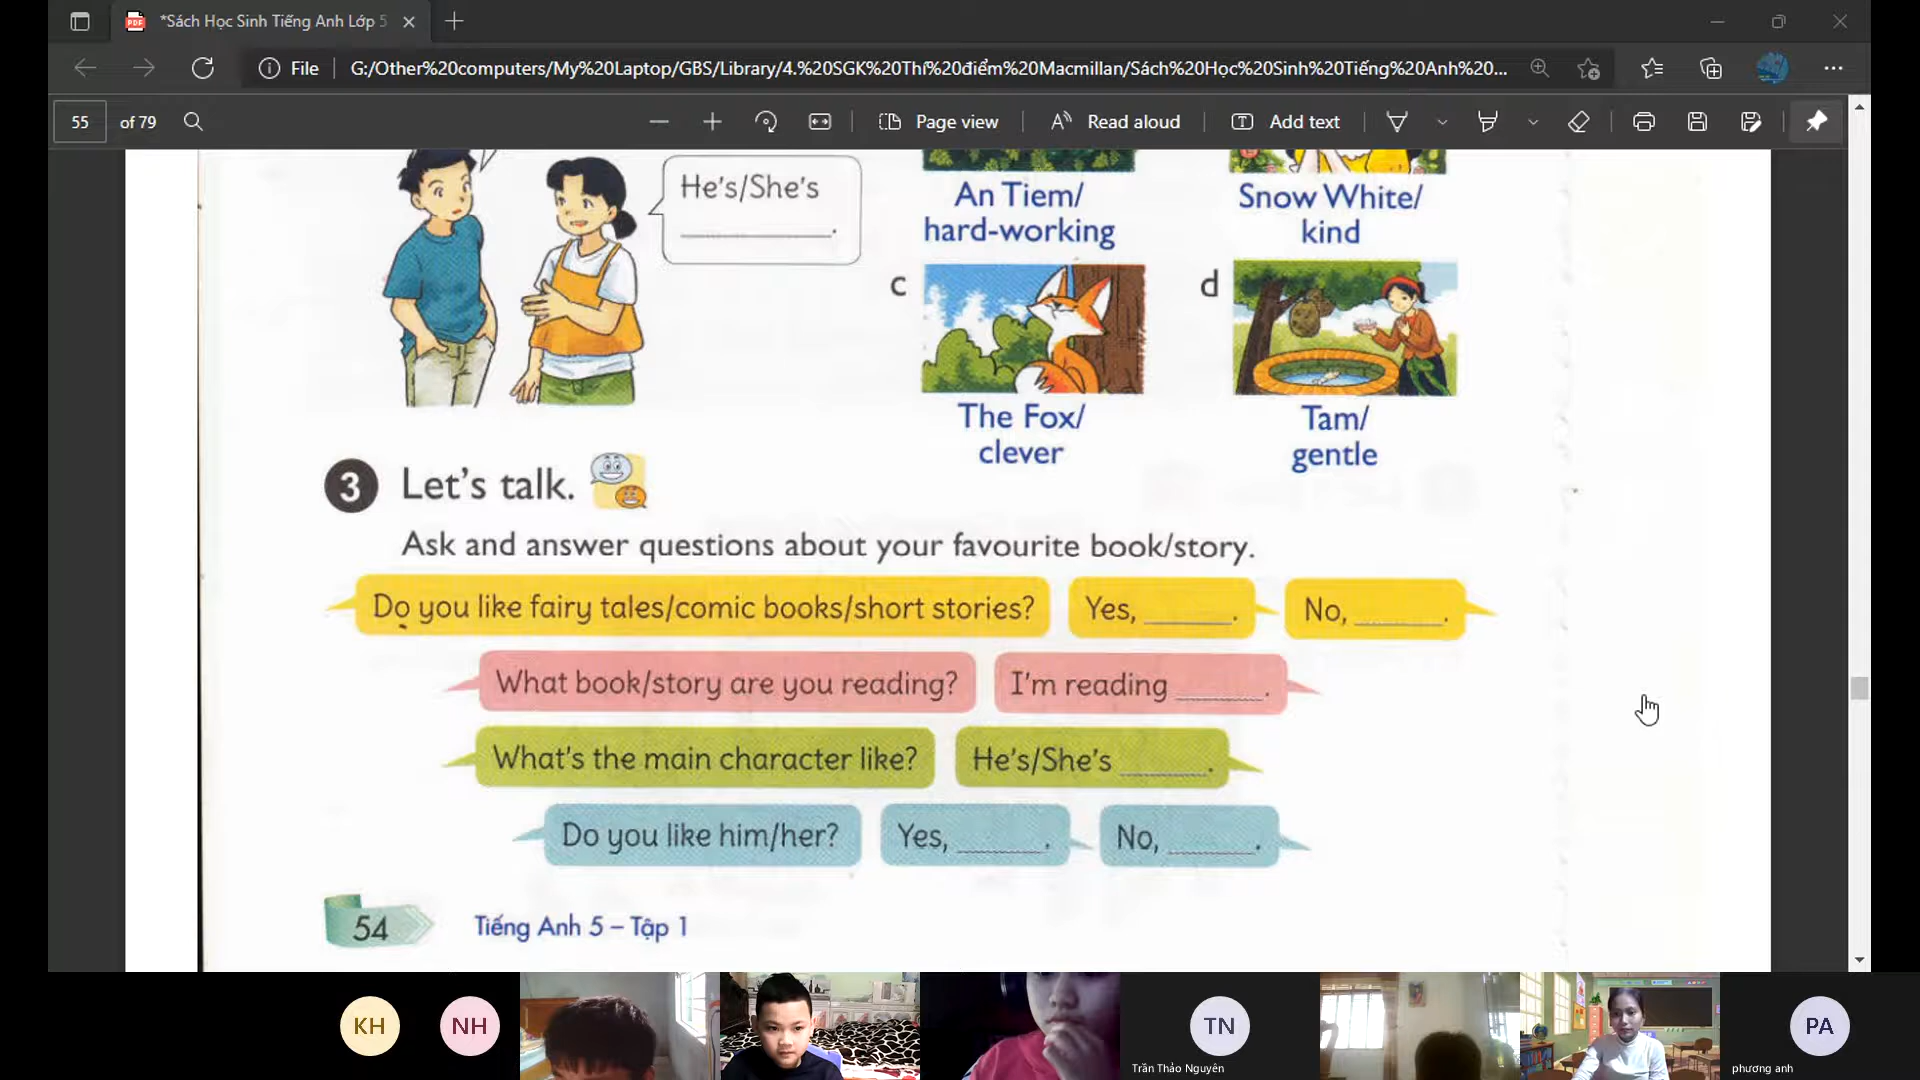 *Sách Học Sinh Tiếng Anh Lớp 5
File
G:/Other%20computers/My%20Laptop/GBS/Library/4.%20SGK%20Thí%20điểm%20Macmillan/Sách%20Học%20Sinh%20Tiếng%20Anh%20...
55 of 79
Page view
Read aloud
Add text
He's/She's
__________.
An Tiem/
hard-working
Snow White/
kind
c
d
The Fox/
clever
Tam/
gentle
3 Let's talk.
Ask and answer questions about your favourite book/story.
Do you like fairy tales/comic books/short stories? Yes, ______. No, ______.
What book/story are you reading? I'm reading ______.
What's the main character like? He's/She's ______.
Do you like him/her? Yes, ______. No, ______.
54 Tiếng Anh 5 – Tập 1
KH
NH
TN
Trần Thảo Nguyên
PA
phương anh